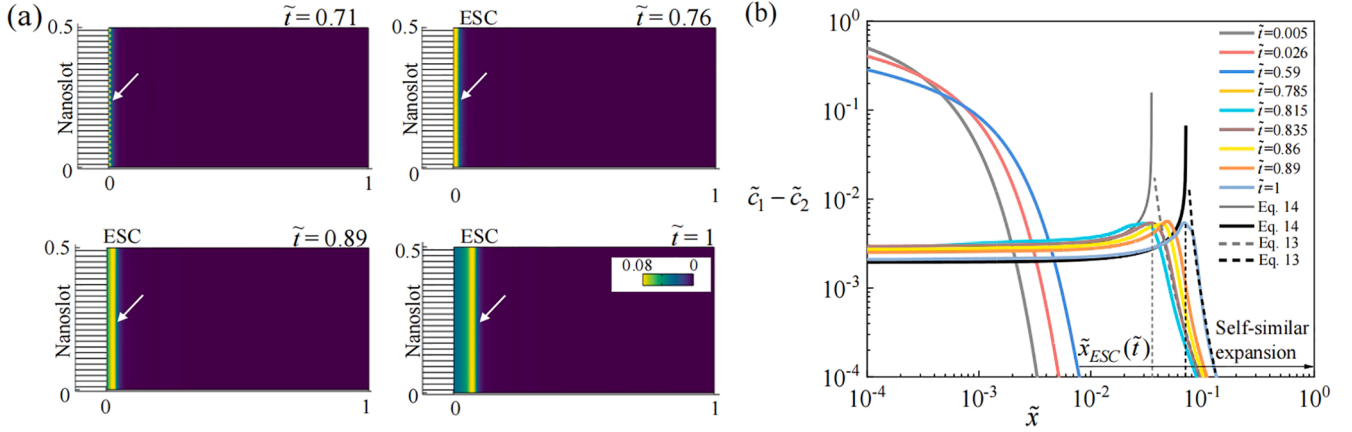 (a)
t̃ = 0.71
0.5
Nanoslot
0
0
1
ESC
t̃ = 0.76
0.5
Nanoslot
0
0
1
ESC
t̃ = 0.89
0.5
Nanoslot
0
0
1
ESC
t̃ = 1
0.5
Nanoslot
0
0.08 0
0
1
(b)
10⁰
10⁻¹
10⁻²
10⁻³
10⁻⁴
c̃₁ − c̃₂
t̃=0.005
t̃=0.026
t̃=0.59
t̃=0.785
t̃=0.815
t̃=0.835
t̃=0.86
t̃=0.89
t̃=1
Eq. 14
Eq. 14
Eq. 13
Eq. 13
x̃ESC(t̃)
Self-similar
expansion
10⁻⁴ 10⁻³ 10⁻² 10⁻¹ 10⁰
x̃